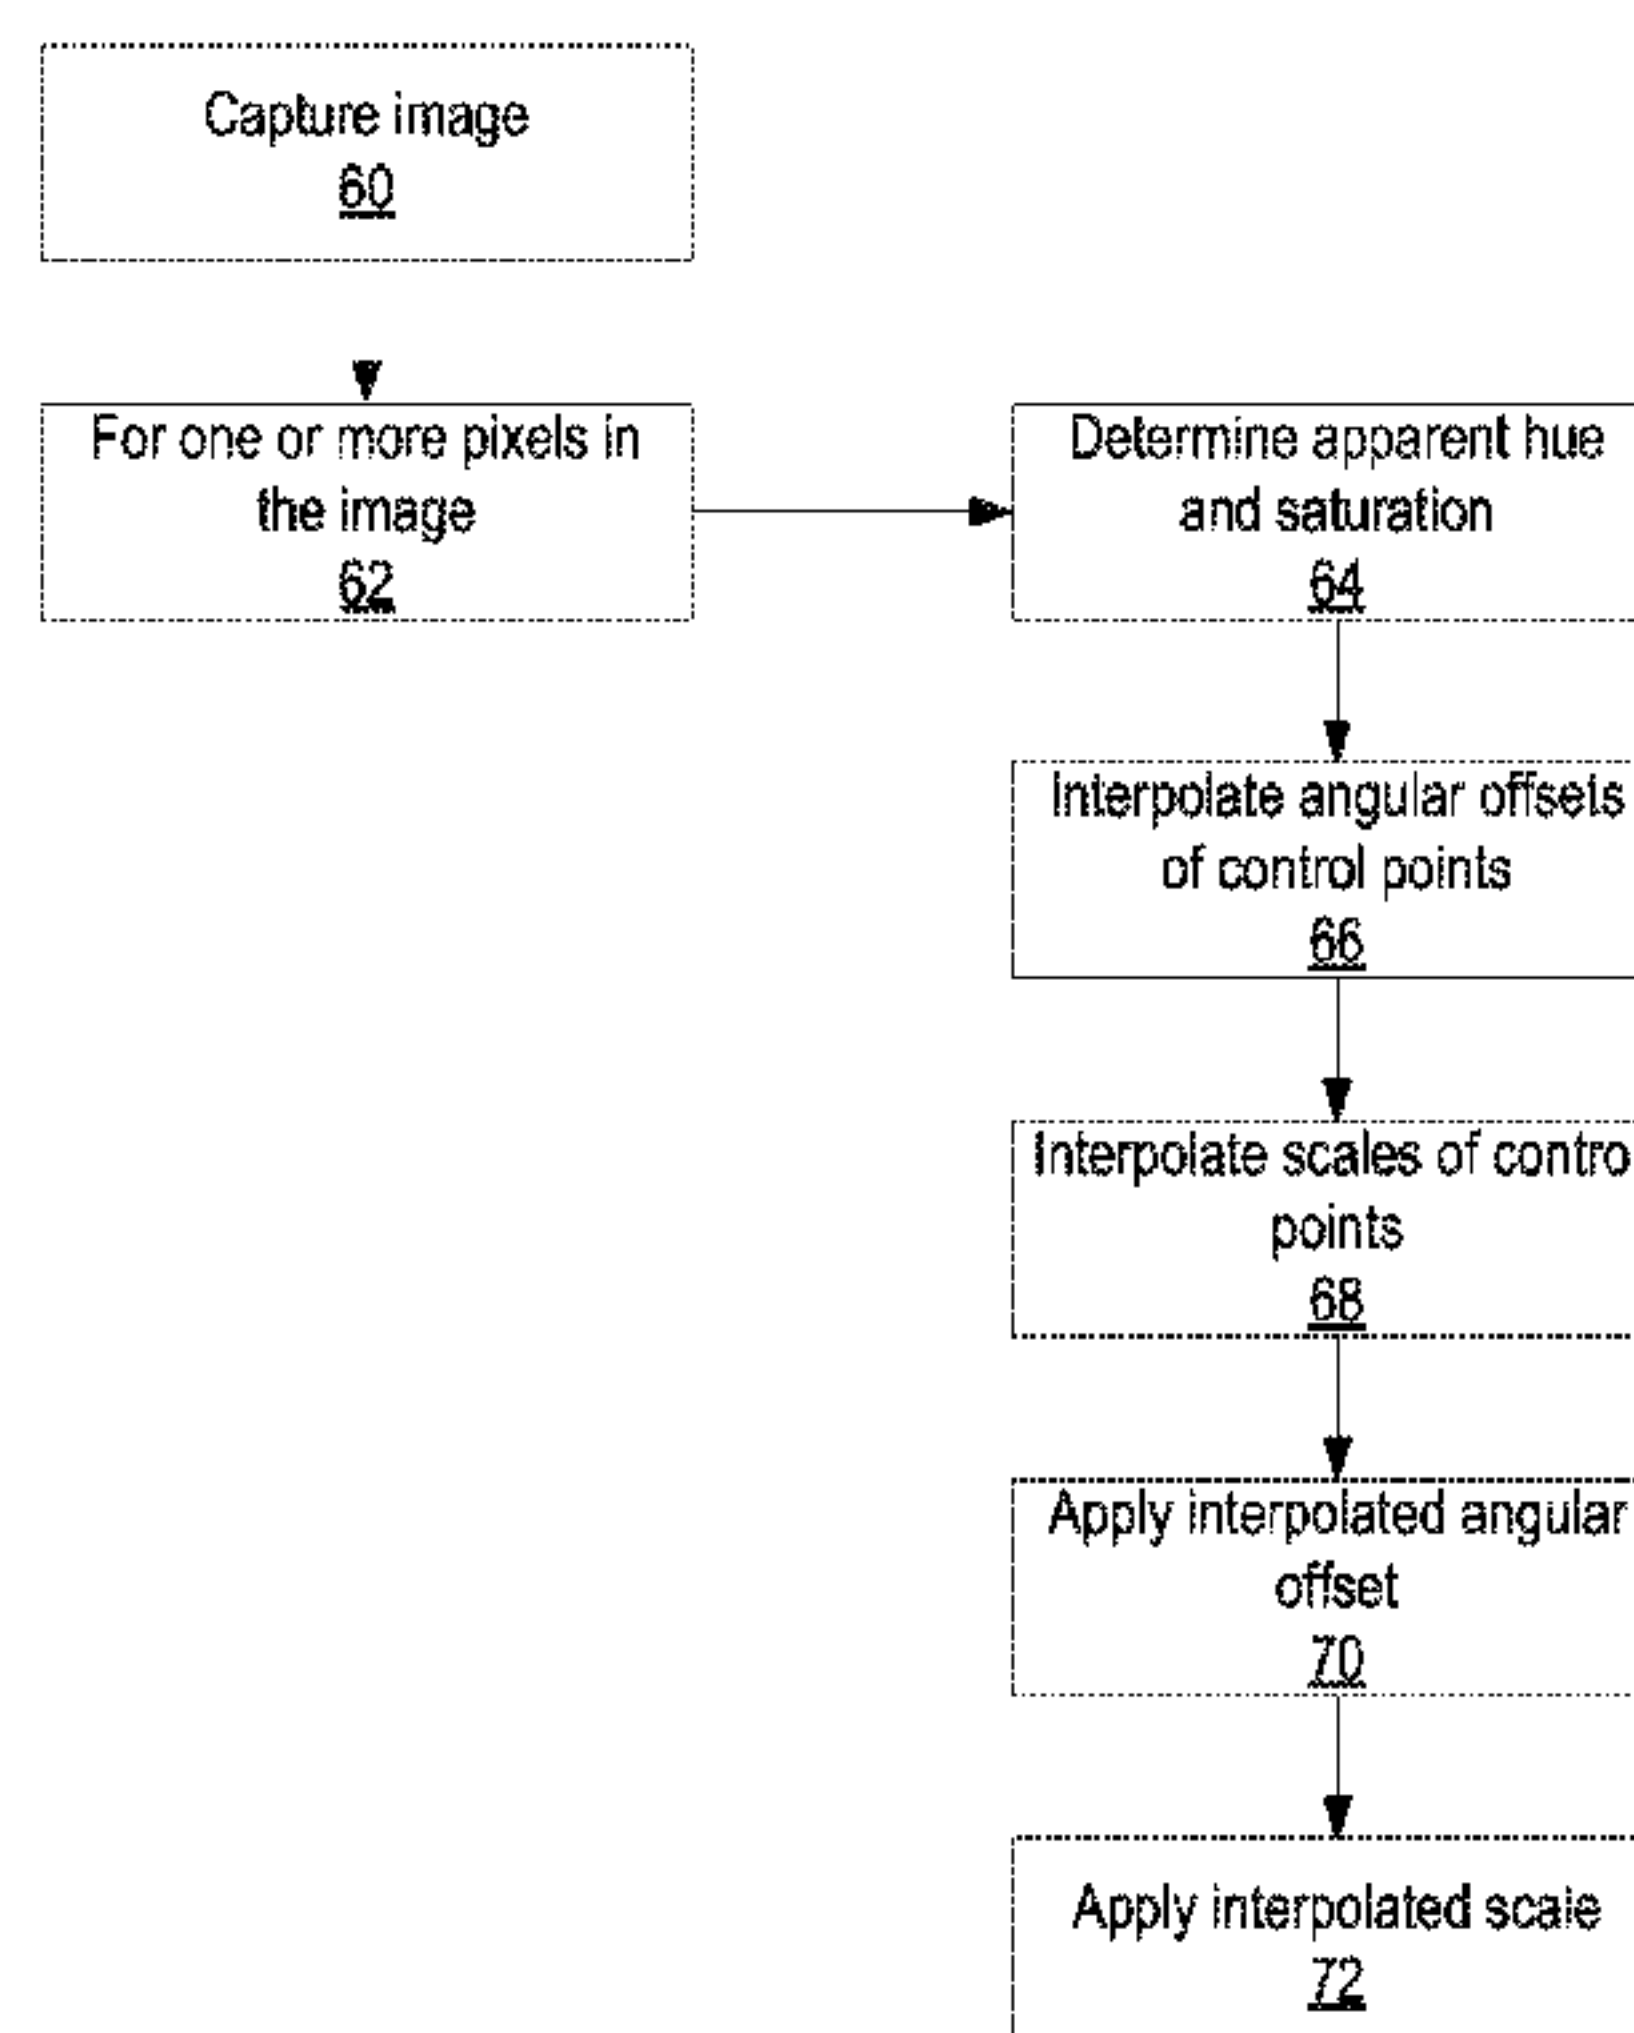 Capture image
60
For one or more pixels in
the image
62
Determine apparent hue
and saturation
64
Interpolate angular offsets
of control points
66
Interpolate scales of contro
points
68
Apply interpolated angular
offset
70
Apply interpolated scale
72